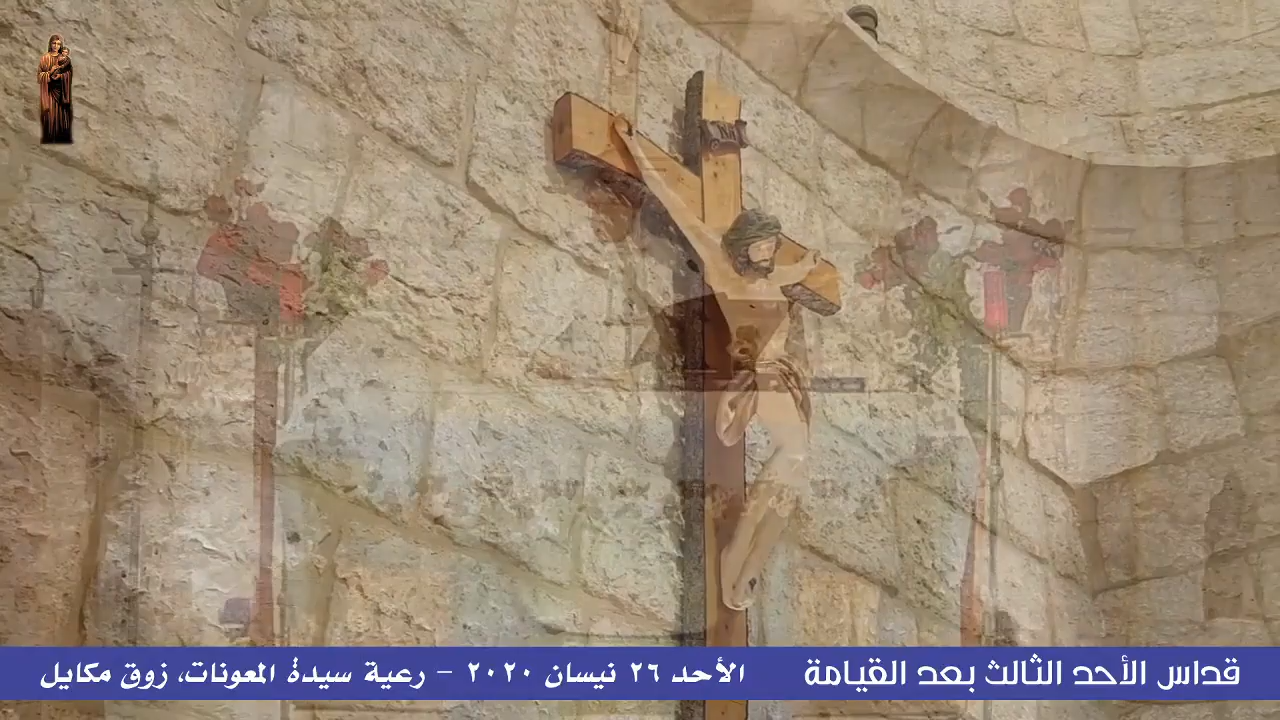 قداس الأحد الثالث بعد القيامة
الأحد ٢٦ نيسان ٢٠٢٠ – رعية سيدة المعونات، زوق مكايل